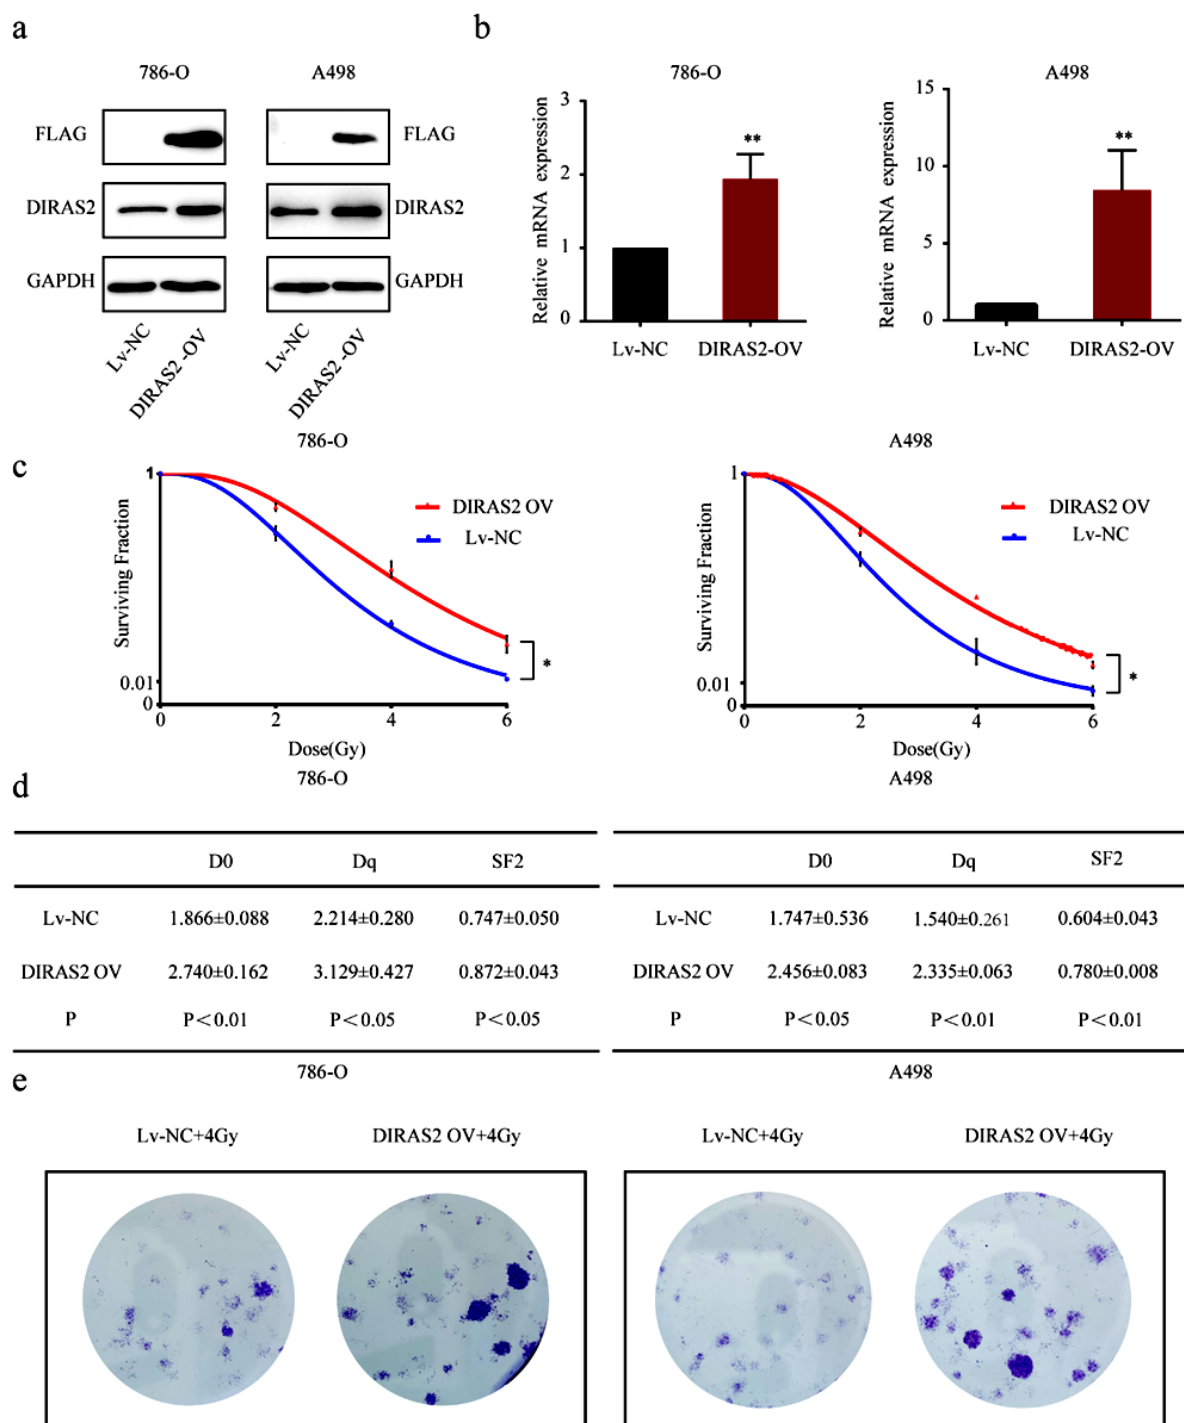 a
786-O
A498
FLAG
FLAG
DIRAS2
DIRAS2
GAPDH
GAPDH
Lv-NC
DIRAS2 -OV
Lv-NC
DIRAS2 -OV
b
786-O
Relative mRNA expression
3
2
1
0
**
Lv-NC
DIRAS2-OV
A498
Relative mRNA expression
15
10
5
0
**
Lv-NC
DIRAS2-OV
c
786-O
Surviving Fraction
1
0.01
0
DIRAS2 OV
Lv-NC
*
0 2 4 6
Dose(Gy)
A498
Surviving Fraction
1
0.01
0
DIRAS2 OV
Lv-NC
*
0 2 4 6
Dose(Gy)
d
786-O
D0 Dq SF2
Lv-NC 1.866±0.088 2.214±0.280 0.747±0.050
DIRAS2 OV 2.740±0.162 3.129±0.427 0.872±0.043
P P<0.01 P<0.05 P<0.05
A498
D0 Dq SF2
Lv-NC 1.747±0.536 1.540±0.261 0.604±0.043
DIRAS2 OV 2.456±0.083 2.335±0.063 0.780±0.008
P P<0.05 P<0.01 P<0.01
e
786-O
Lv-NC+4Gy DIRAS2 OV+4Gy
A498
Lv-NC+4Gy DIRAS2 OV+4Gy